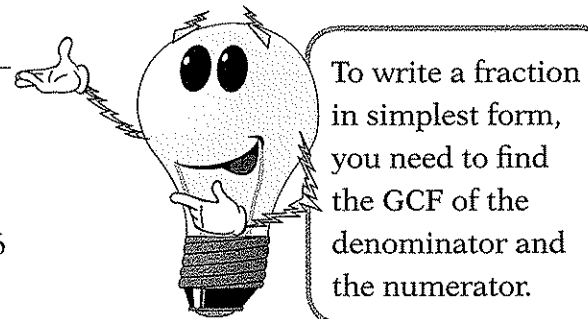 To write a fraction
in simplest form,
you need to find
the GCF of the
denominator and
the numerator.